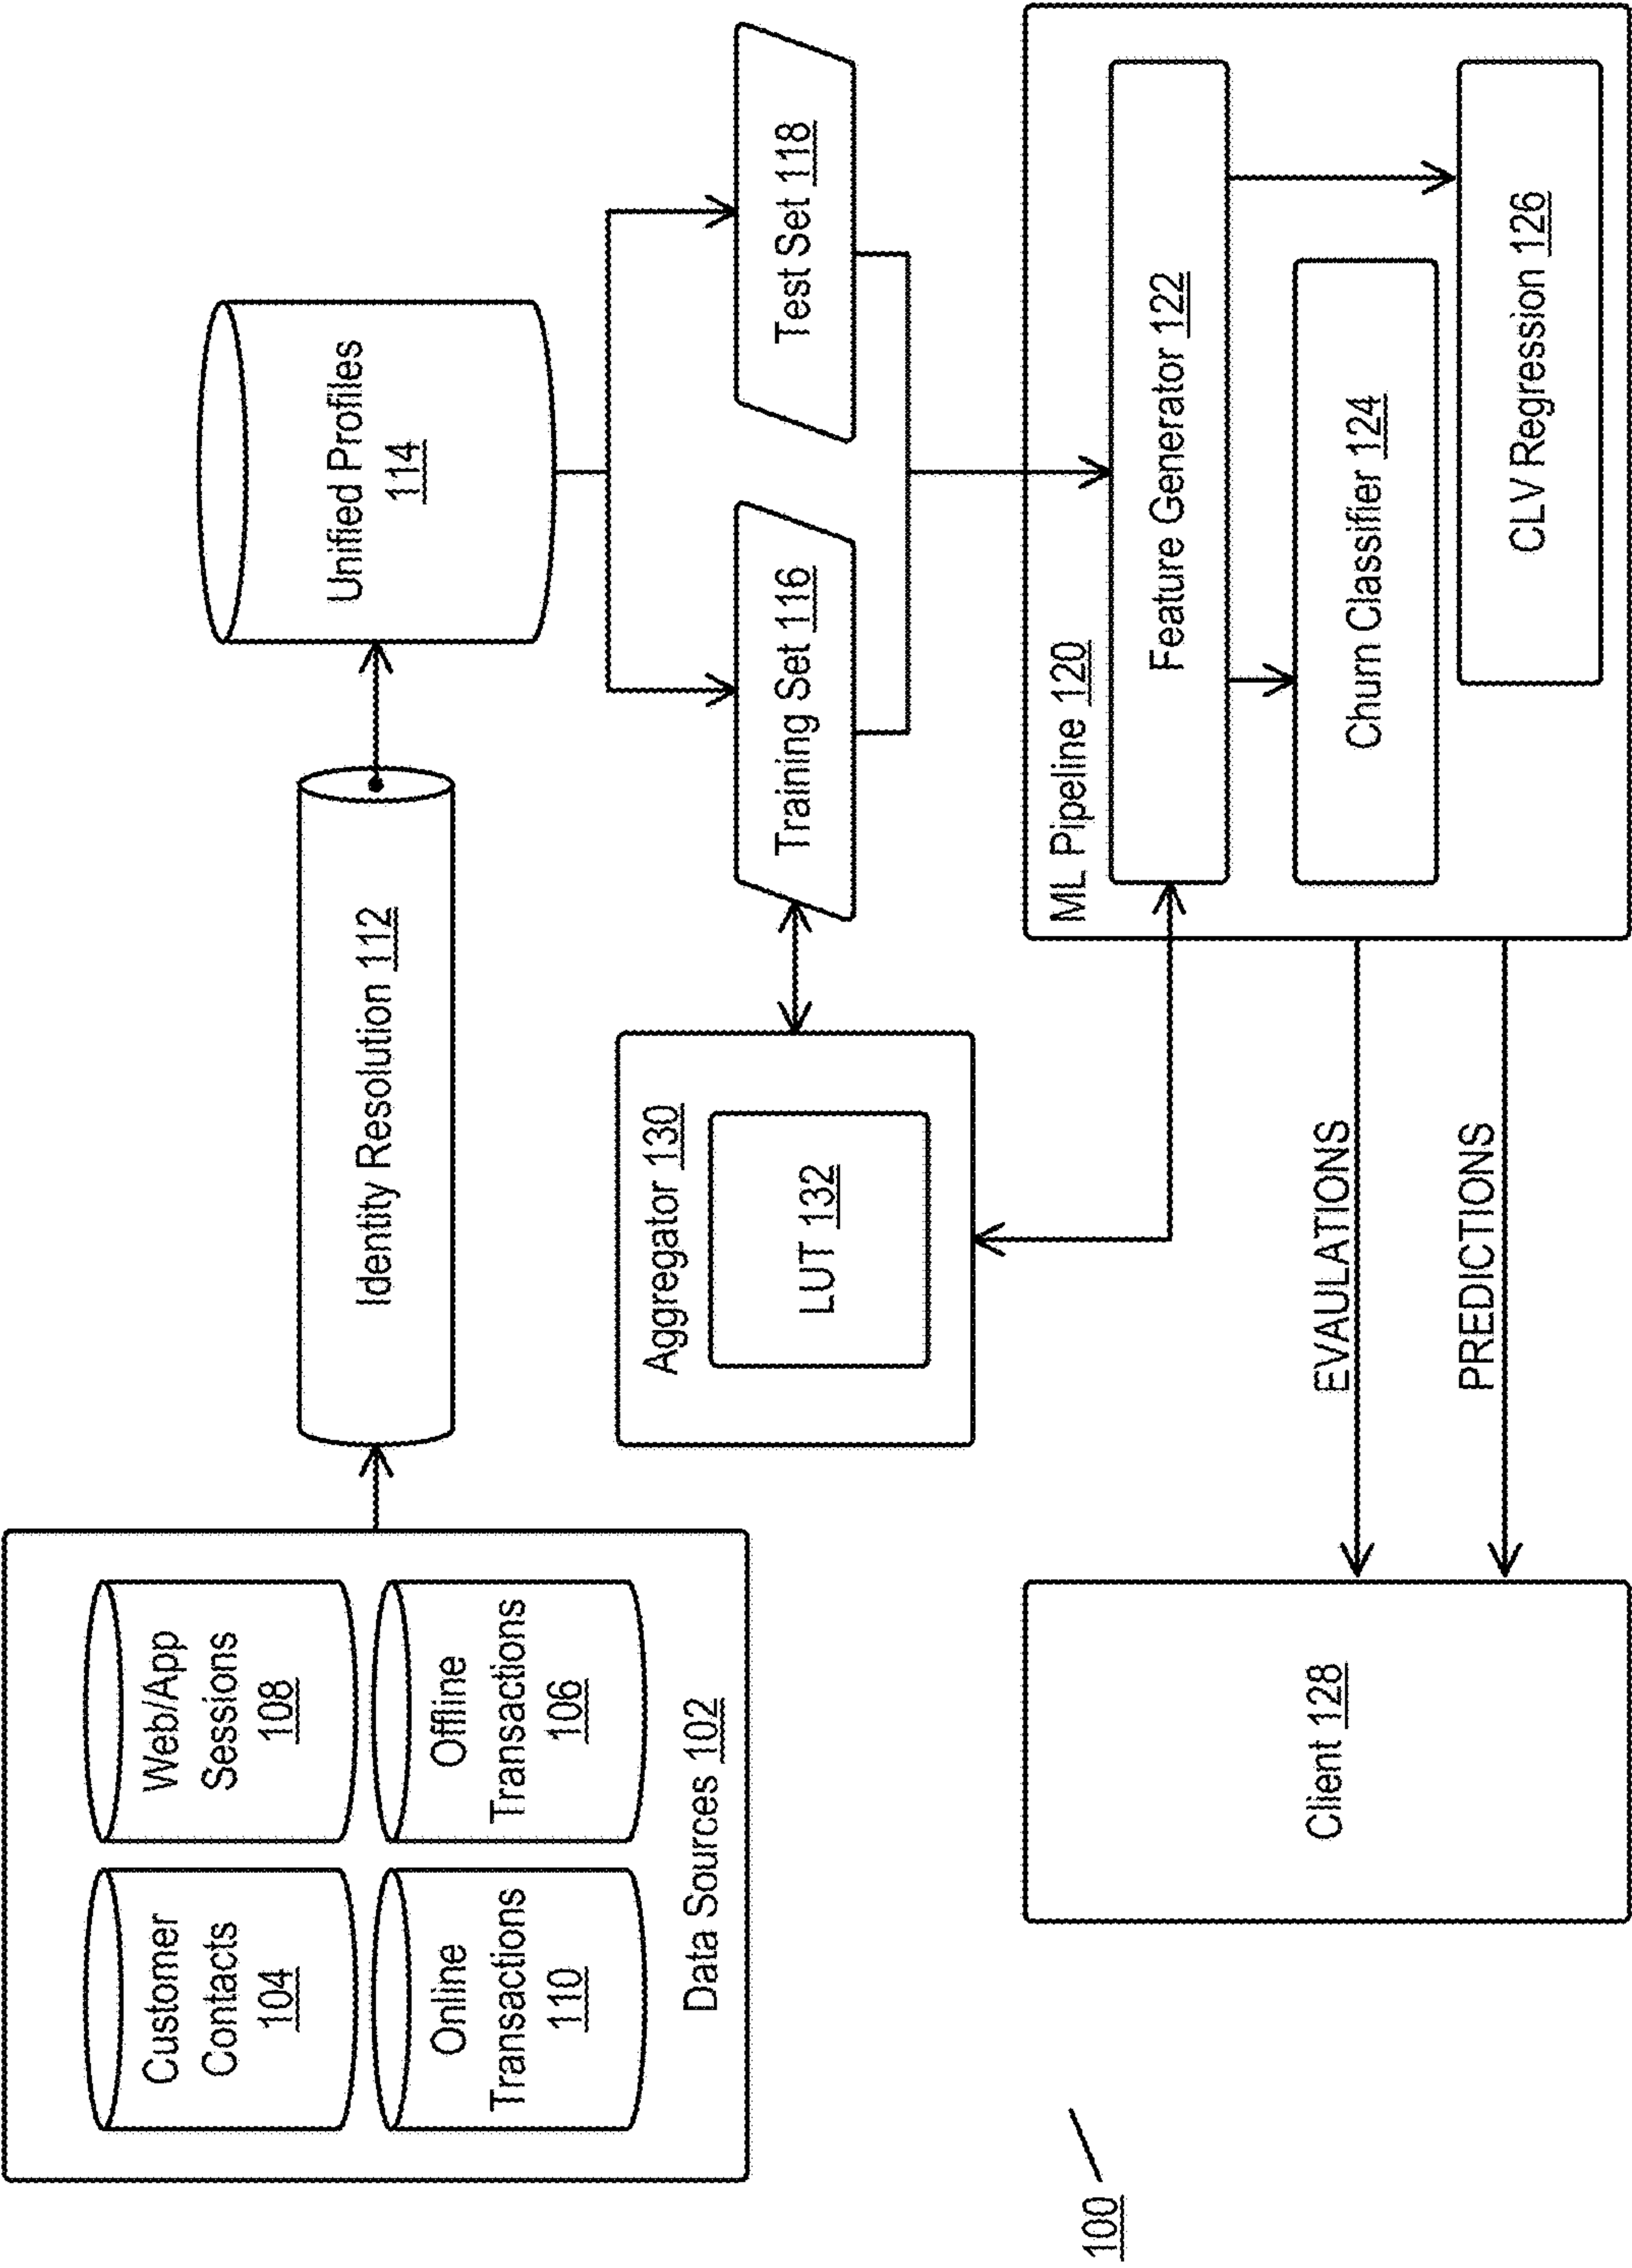 Customer
Contacts
104
Web/App
Sessions
108
Online
Transactions
110
Offline
Transactions
106
Data Sources 102
Identity Resolution 112
Unified Profiles
114
Aggregator 130
LUT 132
Training Set 116
Test Set 118
ML Pipeline 120
Feature Generator 122
Churn Classifier 124
CLV Regression 126
EVAULATIONS
PREDICTIONS
Client 128
100